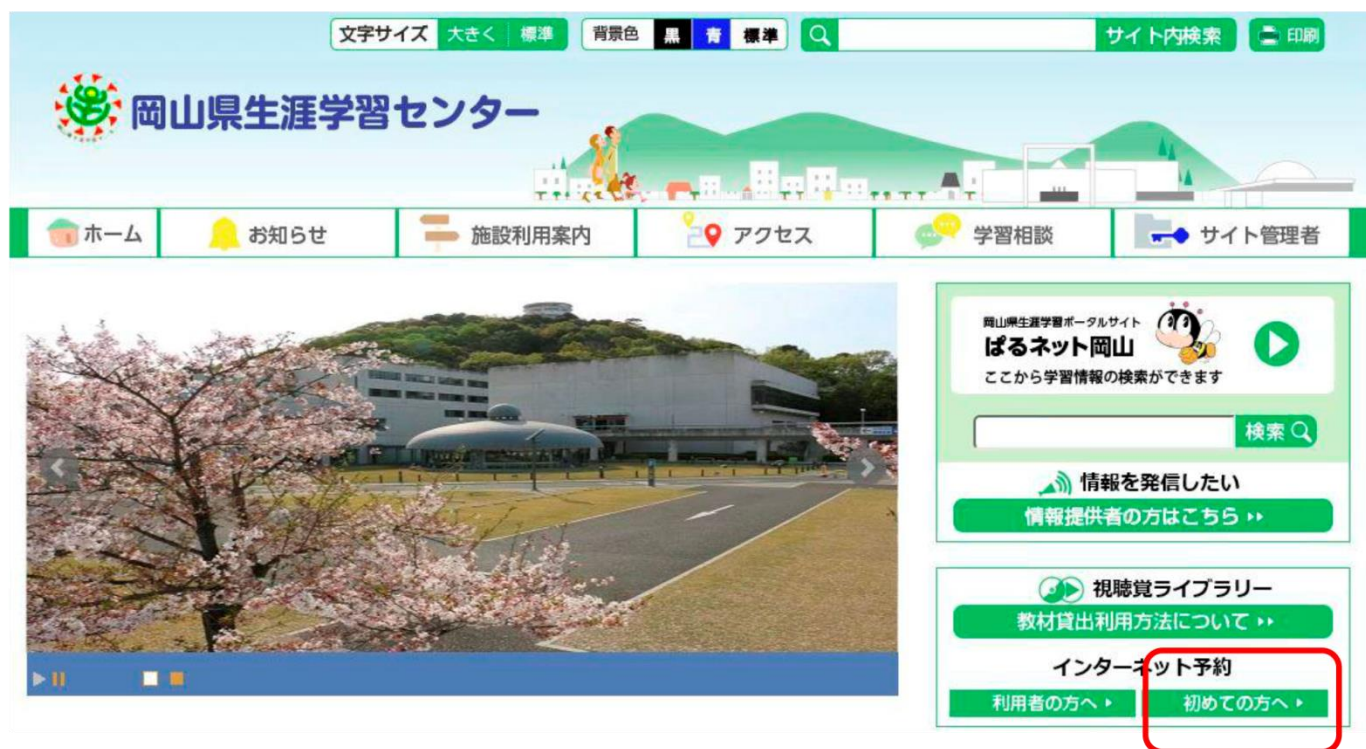 文字サイズ 大きく 標準 背景色 黒 青 標準 サイト内検索 印刷
岡山県生涯学習センター
ホーム お知らせ 施設利用案内 アクセス 学習相談 サイト管理者
岡山県生涯学習ポータルサイト
ぱるネット岡山
ここから学習情報の検索ができます
検索
情報を発信したい
情報提供者の方はこちら
視聴覚ライブラリー
教材貸出利用方法について
インターネット予約
利用者の方へ 初めての方へ